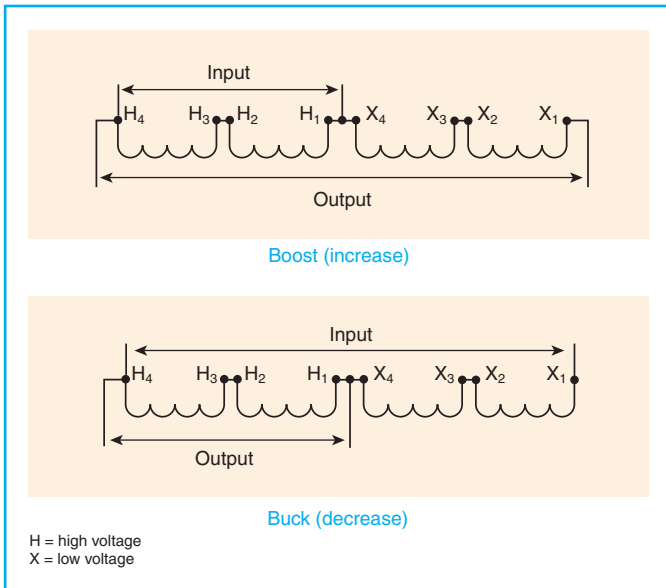 Input
H4 H3 H2 H1 X4 X3 X2 X1
Output
Boost (increase)
Input
H4 H3 H2 H1 X4 X3 X2 X1
Output
Buck (decrease)
H = high voltage
X = low voltage